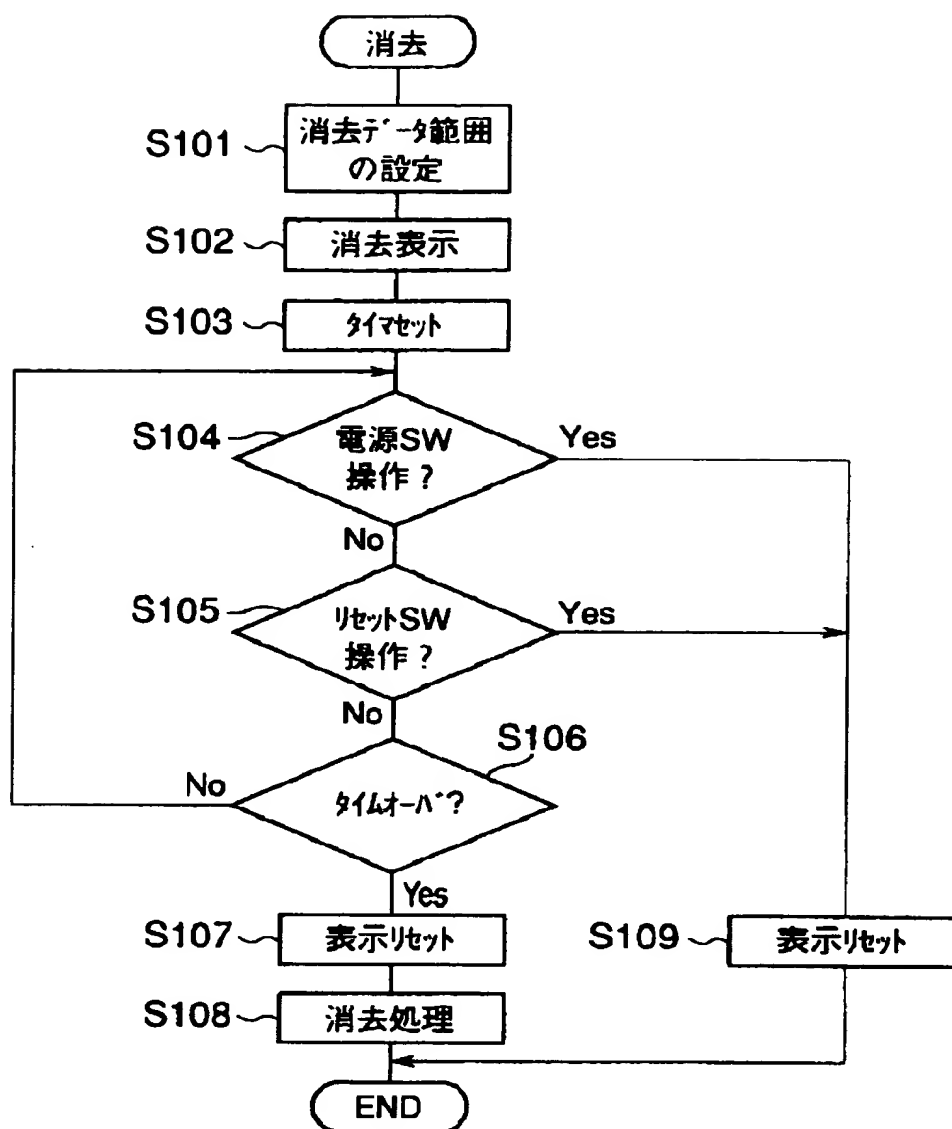 消去
S101
消去データ範囲
の設定
S102
消去表示
S103
タイマセット
S104
電源SW
操作?
Yes
No
S105
リセットSW
操作?
Yes
No
S106
No
タイムオーバ?
Yes
S107
表示リセット
S109
表示リセット
S108
消去処理
END